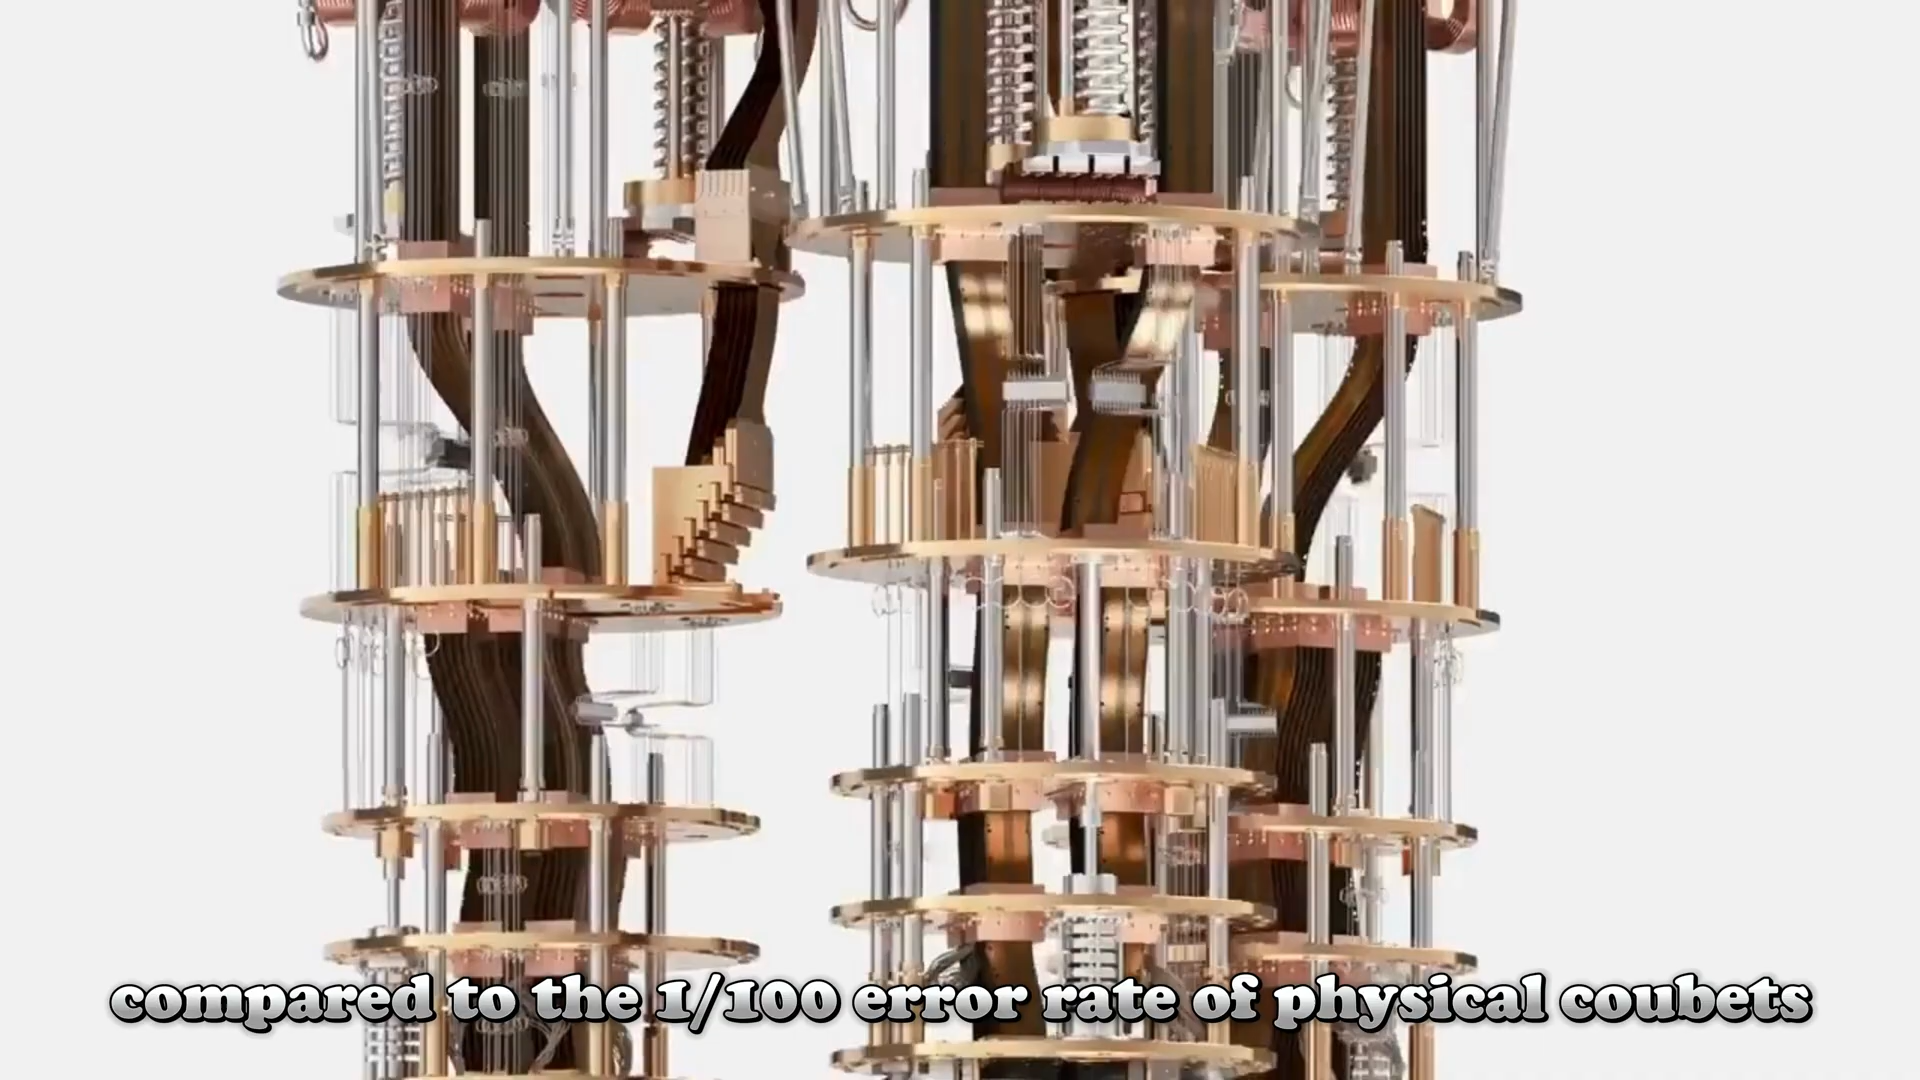 compared to the 1/100 error rate of physical coubets